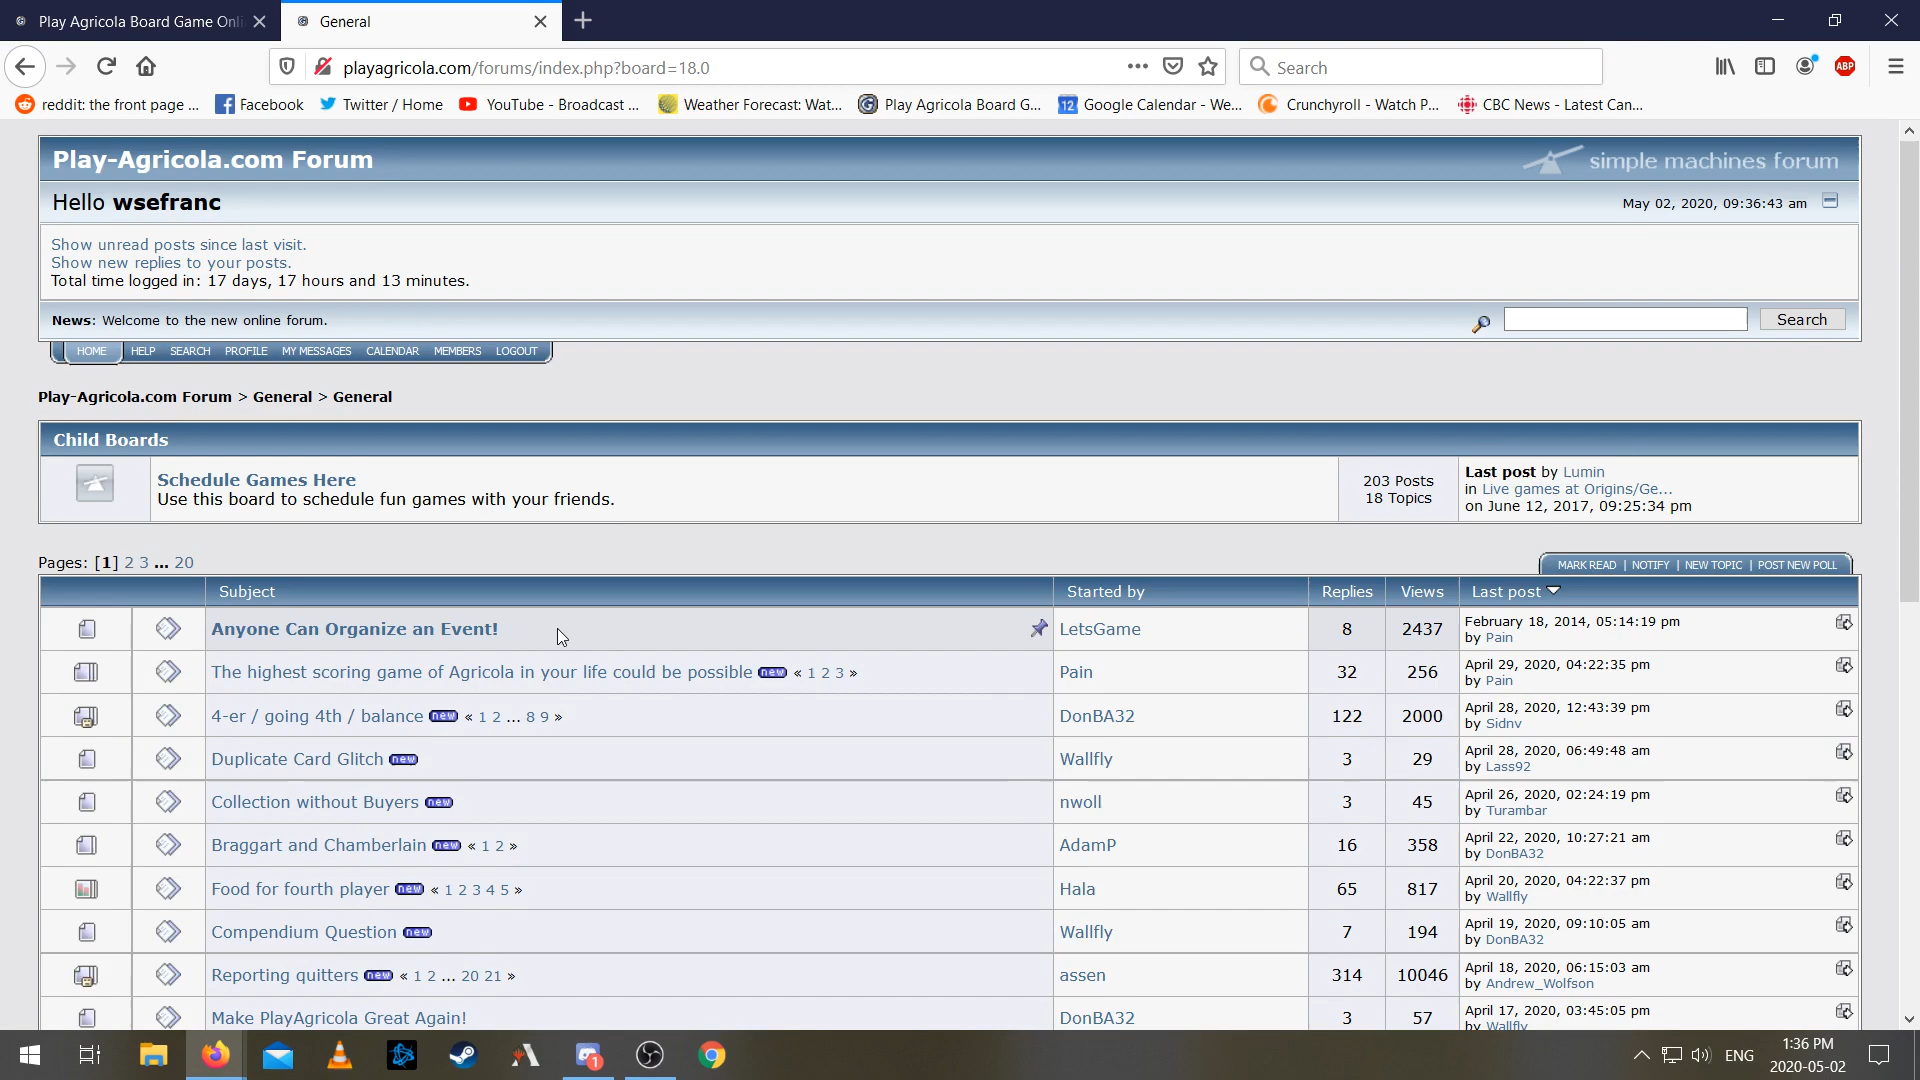 Play Agricola Board Game Onli
General
playagricola.com/forums/index.php?board=18.0
Search
ABP
reddit: the front page ...
Facebook
Twitter / Home
YouTube - Broadcast ...
Weather Forecast: Wat...
Play Agricola Board G...
12 Google Calendar - We...
Crunchyroll - Watch P...
CBC News - Latest Can...
Play-Agricola.com Forum
simple machines forum
Hello wsefranc
May 02, 2020, 09:36:43 am
Show unread posts since last visit.
Show new replies to your posts.
Total time logged in: 17 days, 17 hours and 13 minutes.
News: Welcome to the new online forum.
Search
HOME HELP SEARCH PROFILE MY MESSAGES CALENDAR MEMBERS LOGOUT
Play-Agricola.com Forum > General > General
Child Boards
Schedule Games Here
Use this board to schedule fun games with your friends.
203 Posts
18 Topics
Last post by Lumin
in Live games at Origins/Ge...
on June 12, 2017, 09:25:34 pm
Pages: [1] 2 3 ... 20
MARK READ | NOTIFY | NEW TOPIC | POST NEW POLL
Subject Started by Replies Views Last post
Anyone Can Organize an Event! LetsGame 8 2437 February 18, 2014, 05:14:19 pm
by Pain
The highest scoring game of Agricola in your life could be possible new « 1 2 3 » Pain 32 256 April 29, 2020, 04:22:35 pm
by Pain
4-er / going 4th / balance new « 1 2 ... 8 9 » DonBA32 122 2000 April 28, 2020, 12:43:39 pm
by Sidnv
Duplicate Card Glitch new Wallfly 3 29 April 28, 2020, 06:49:48 am
by Lass92
Collection without Buyers new nwoll 3 45 April 26, 2020, 02:24:19 pm
by Turambar
Braggart and Chamberlain new « 1 2 » AdamP 16 358 April 22, 2020, 10:27:21 am
by DonBA32
Food for fourth player new « 1 2 3 4 5 » Hala 65 817 April 20, 2020, 04:22:37 pm
by Wallfly
Compendium Question new Wallfly 7 194 April 19, 2020, 09:10:05 am
by DonBA32
Reporting quitters new « 1 2 ... 20 21 » assen 314 10046 April 18, 2020, 06:15:03 am
by Andrew_Wolfson
Make PlayAgricola Great Again! DonBA32 3 57 April 17, 2020, 03:45:05 pm
by Wallfly
1
ENG
1:36 PM
2020-05-02